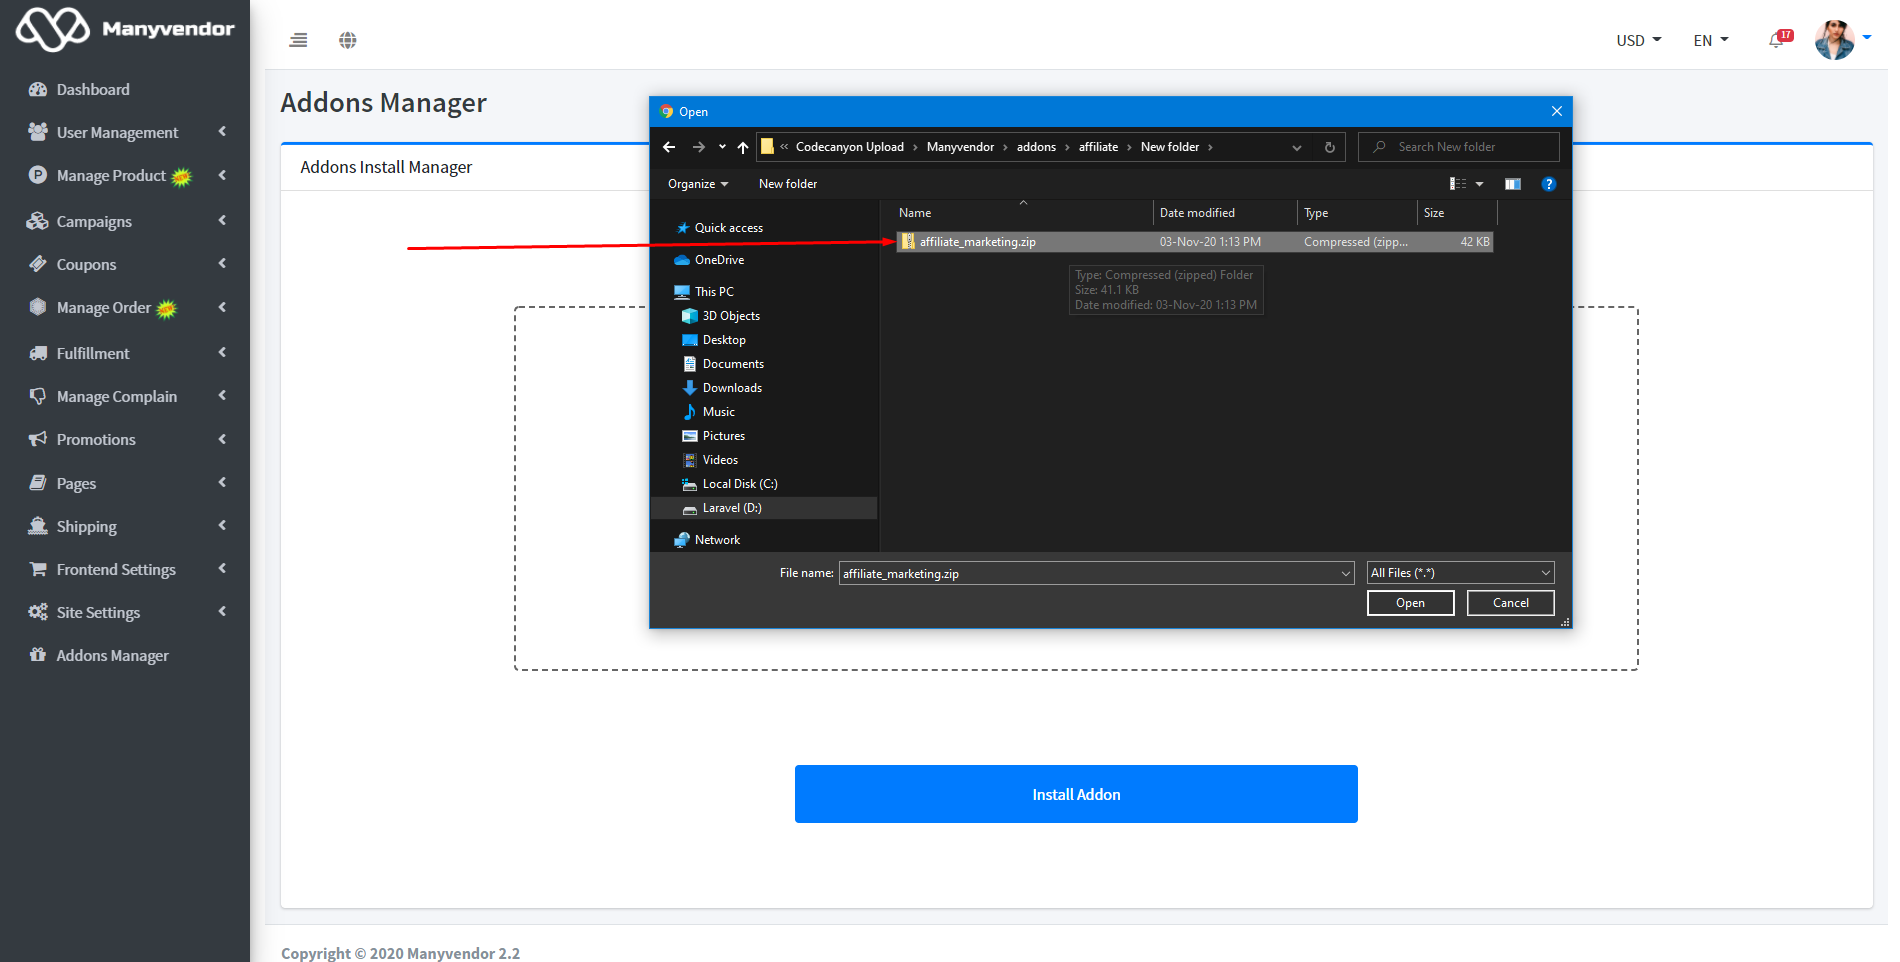 Manyvendor
USD
EN
17
Dashboard
User Management
Manage Product
Campaigns
Coupons
Manage Order
Fulfillment
Manage Complain
Promotions
Pages
Shipping
Frontend Settings
Site Settings
Addons Manager
Addons Manager
Addons Install Manager
Open
« Codecanyon Upload › Manyvendor › addons › affiliate › New folder ›
Search New folder
Organize
New folder
?
Quick access
OneDrive
This PC
3D Objects
Desktop
Documents
Downloads
Music
Pictures
Videos
Local Disk (C:)
Laravel (D:)
Network
Name Date modified Type Size
affiliate_marketing.zip 03-Nov-20 1:13 PM Compressed (zipp... 42 KB
Type: Compressed (zipped) Folder
Size: 41.1 KB
Date modified: 03-Nov-20 1:13 PM
File name: affiliate_marketing.zip
All Files (*.*)
Open
Cancel
Install Addon
Copyright © 2020 Manyvendor 2.2